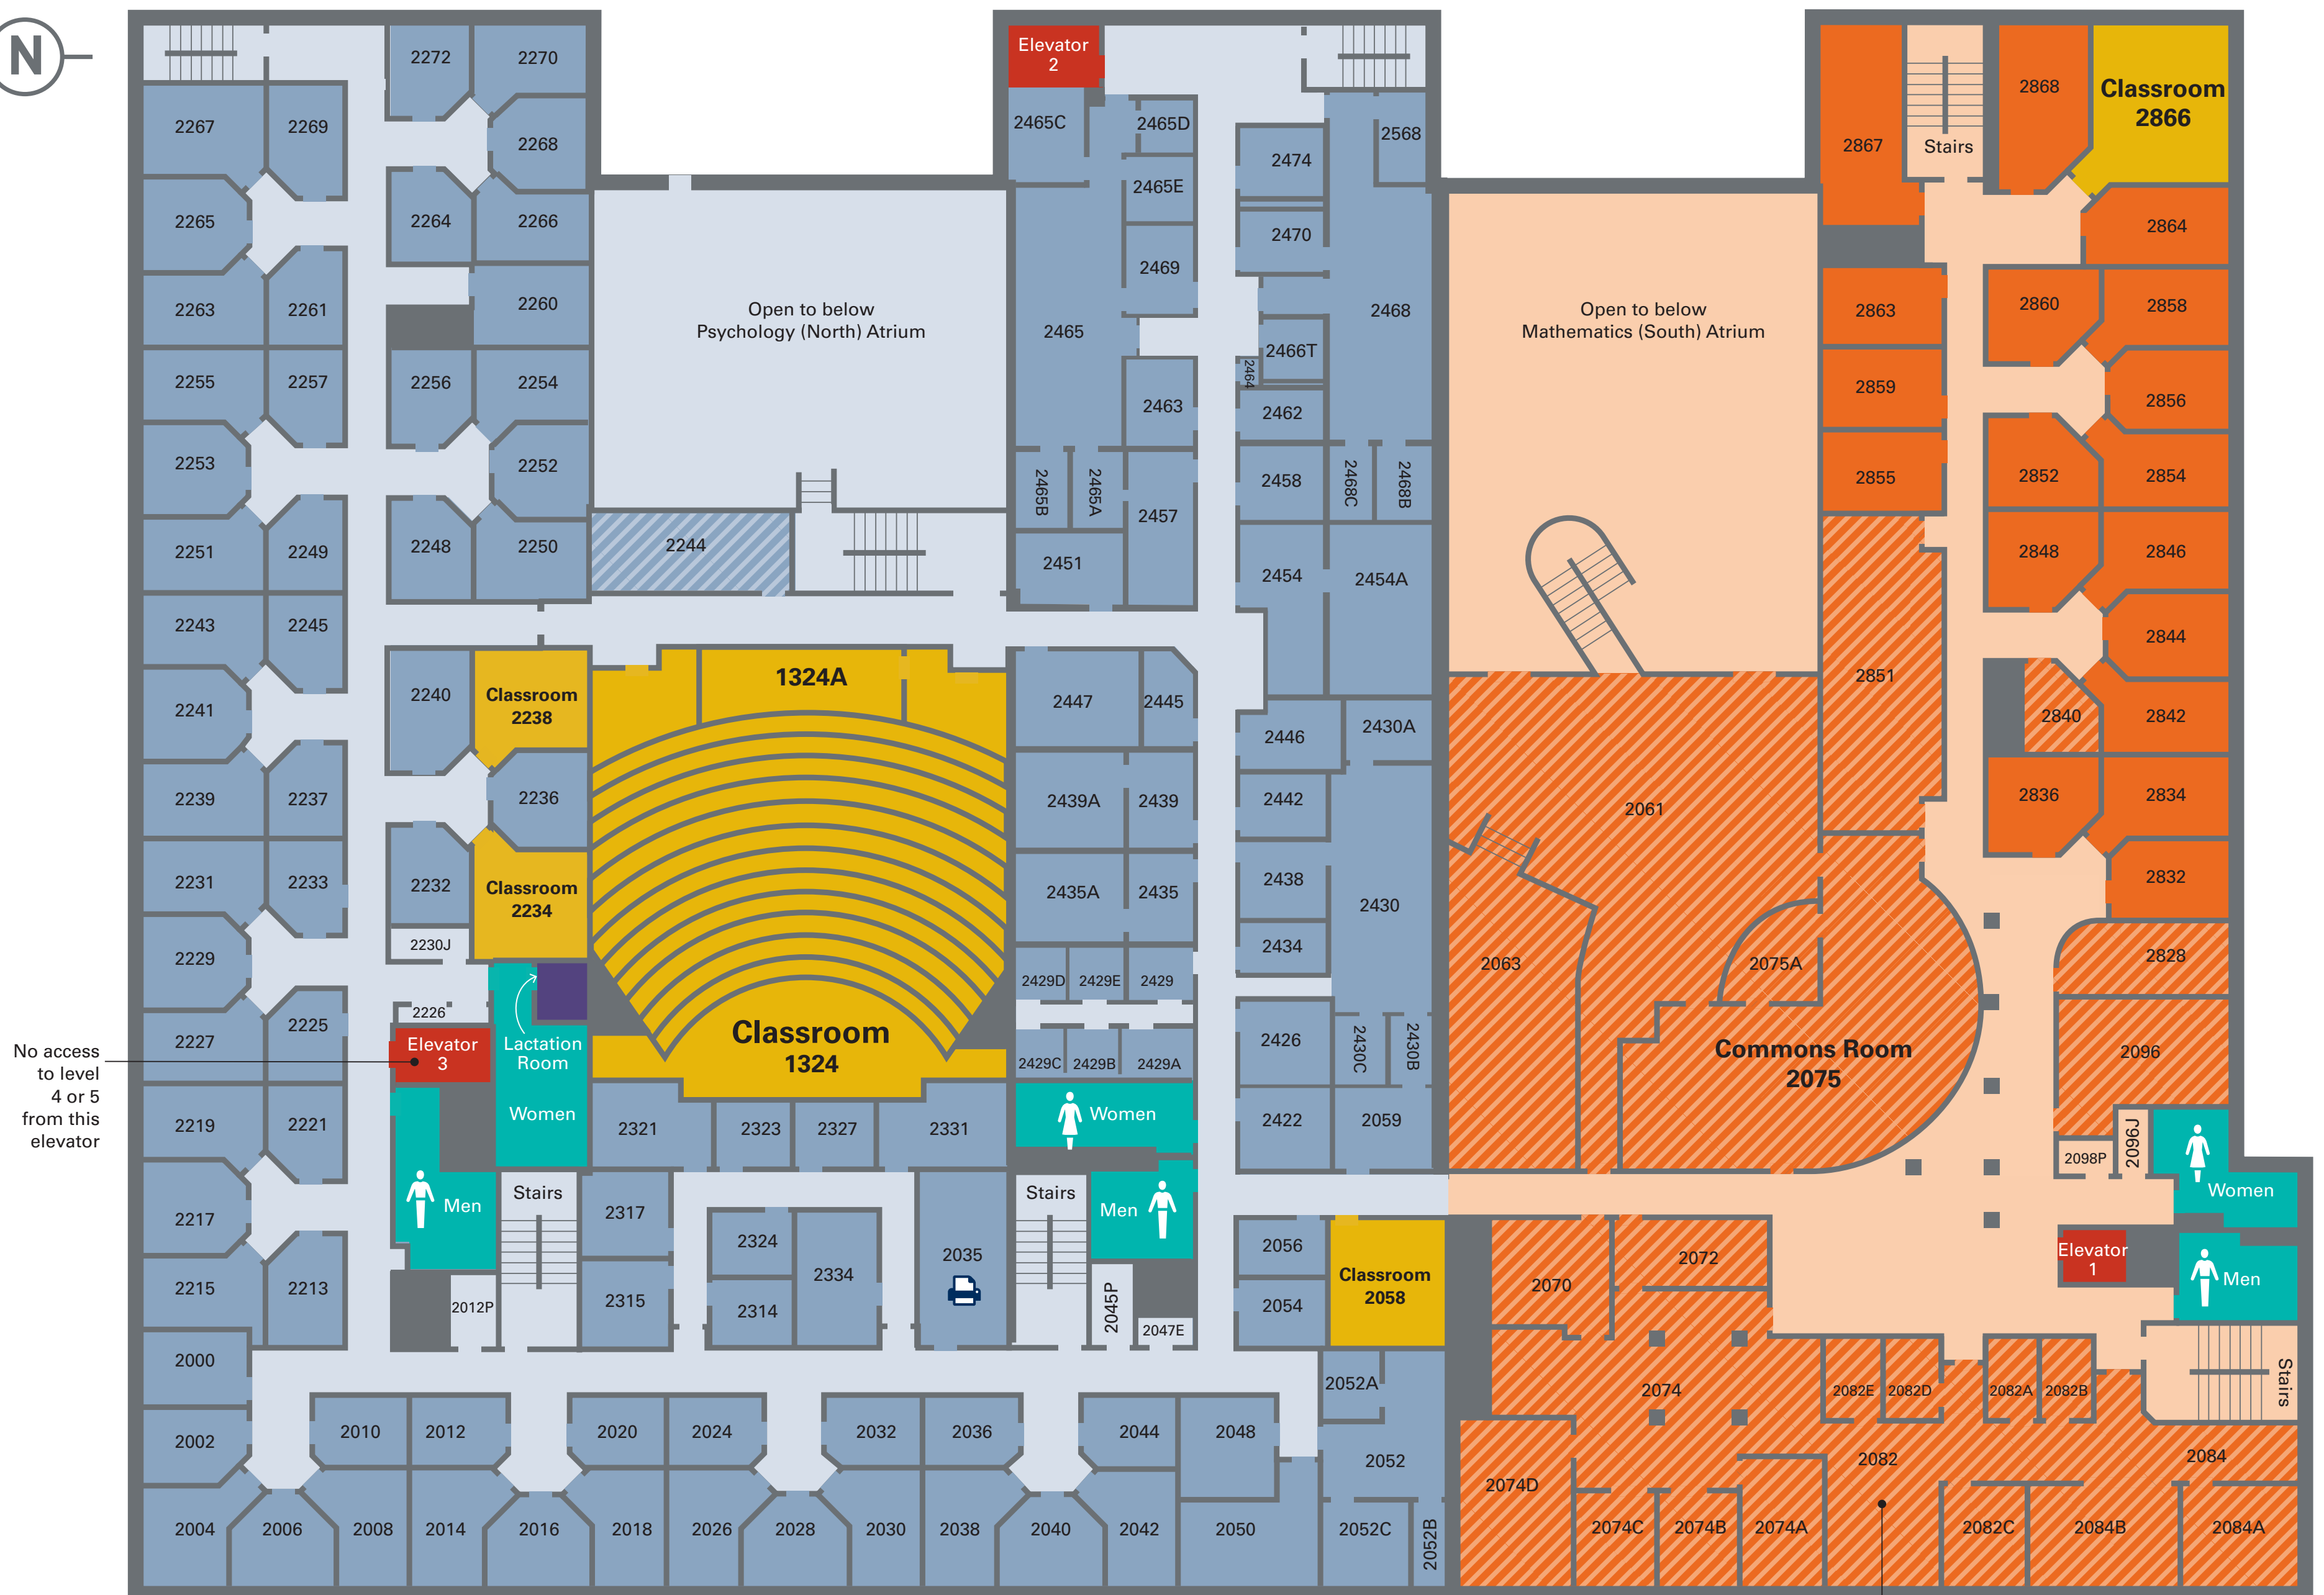 N
2272
2270
2267
2269
2268
2265
2264
2266
2263
2261
2260
2255
2257
2256
2254
2253
2252
2251
2249
2248
2250
2243
2245
2241
2240
Classroom
2238
2239
2237
2236
2231
2233
2232
Classroom
2234
2230J
2229
2225
2226
2227
Elevator
3
Lactation
Room
Women
No access
to level
4 or 5
from this
elevator
2219
2221
Men
Stairs
2217
2215
2213
2012P
2000
2002
2004
2006
2008
2010
2012
2014
2016
2018
2020
2024
2026
2028
2030
2032
2036
2038
2040
2042
2044
2048
2050
Open to below
Psychology (North) Atrium
2244
1324A
Classroom
1324
2321
2323
2327
2331
2317
2315
2324
2314
2334
2035
Stairs
Elevator
2
2465C
2465D
2465E
2469
2465
2463
2465B
2465A
2457
2451
2447
2445
2439A
2439
2435A
2435
2429D
2429E
2429
2429C
2429B
2429A
Women
Men
2045P
2047E
2568
2474
2470
2468
2466T
2464
2462
2458
2468C
2468B
2454
2454A
2446
2430A
2442
2438
2430
2434
2426
2430C
2430B
2422
2059
2056
2054
Classroom
2058
2052A
2052
2052C
2052B
Open to below
Mathematics (South) Atrium
2867
Stairs
2868
Classroom
2866
2864
2863
2860
2858
2859
2856
2855
2852
2854
2848
2846
2844
2851
2840
2842
2836
2834
2832
2061
2063
2075A
Commons Room
2075
2828
2096
2098P
2096J
Women
Elevator
1
Men
Stairs
2070
2072
2074
2074D
2074C
2074B
2074A
2082E
2082D
2082A
2082B
2082
2082C
2084
2084B
2084A